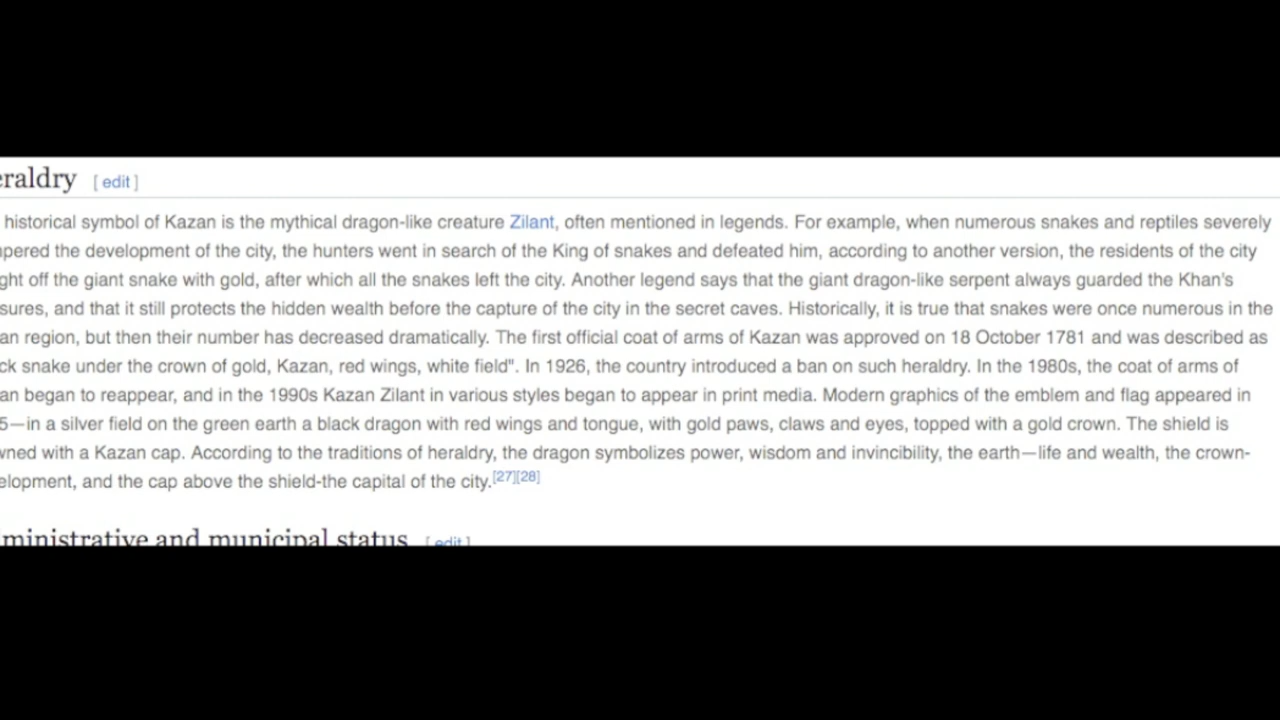 eraldry [ edit ]
historical symbol of Kazan is the mythical dragon-like creature Zilant, often mentioned in legends. For example, when numerous snakes and reptiles severely
pered the development of the city, the hunters went in search of the King of snakes and defeated him, according to another version, the residents of the city
ght off the giant snake with gold, after which all the snakes left the city. Another legend says that the giant dragon-like serpent always guarded the Khan's
sures, and that it still protects the hidden wealth before the capture of the city in the secret caves. Historically, it is true that snakes were once numerous in the
an region, but then their number has decreased dramatically. The first official coat of arms of Kazan was approved on 18 October 1781 and was described as
ck snake under the crown of gold, Kazan, red wings, white field". In 1926, the country introduced a ban on such heraldry. In the 1980s, the coat of arms of
an began to reappear, and in the 1990s Kazan Zilant in various styles began to appear in print media. Modern graphics of the emblem and flag appeared in
5—in a silver field on the green earth a black dragon with red wings and tongue, with gold paws, claws and eyes, topped with a gold crown. The shield is
wned with a Kazan cap. According to the traditions of heraldry, the dragon symbolizes power, wisdom and invincibility, the earth—life and wealth, the crown-
elopment, and the cap above the shield-the capital of the city.[27][28]
ministrative and municipal status [ edit ]